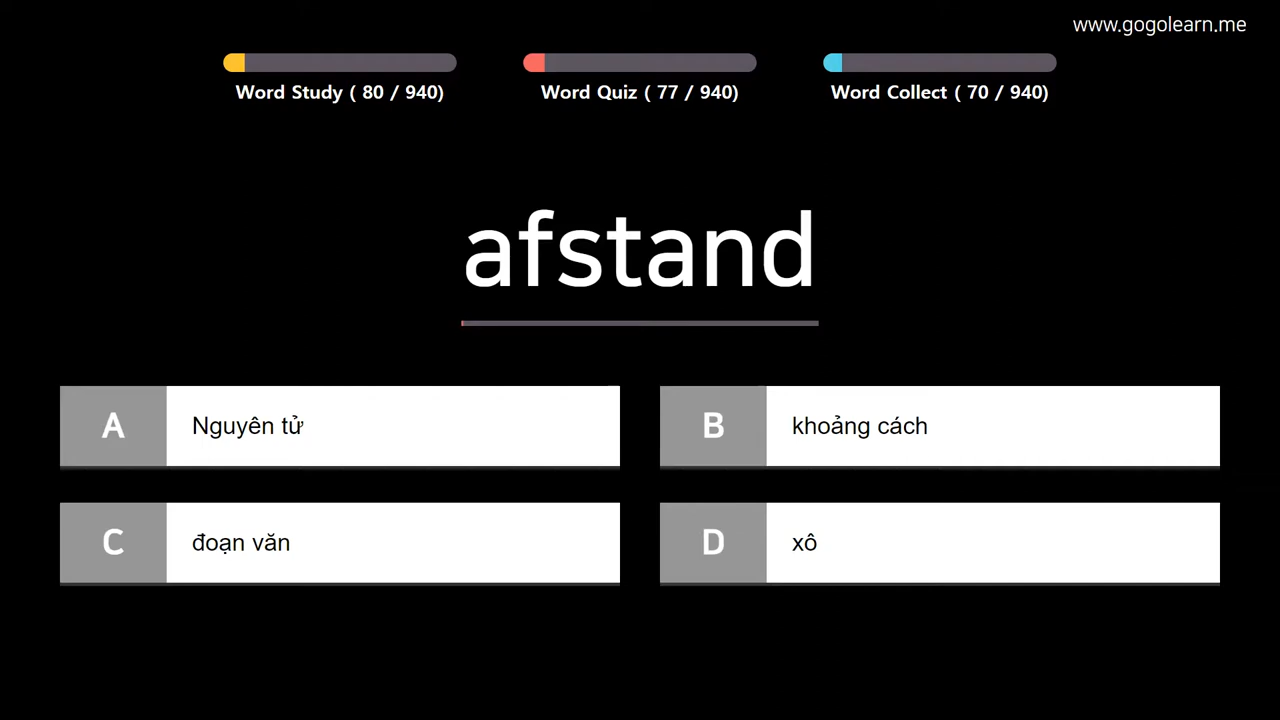 www.gogolearn.me
Word Study ( 80 / 940)
Word Quiz ( 77 / 940)
Word Collect ( 70 / 940)
afstand
A Nguyên tử
B khoảng cách
C đoạn văn
D xô